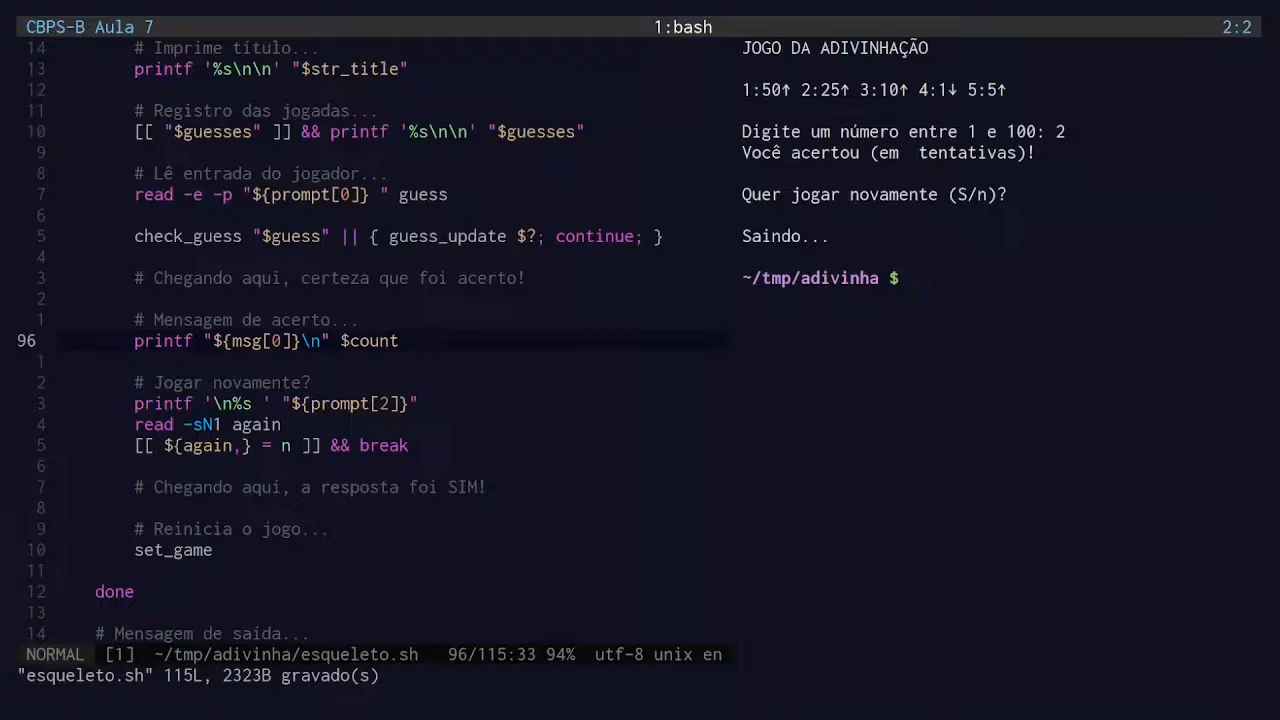 CBPS-B Aula 7 1:bash 2:2
14 # Imprime título...
13 printf '%s\n\n' "$str_title"
12
11 # Registro das jogadas...
10 [[ "$guesses" ]] && printf '%s\n\n' "$guesses"
9
8 # Lê entrada do jogador...
7 read -e -p "${prompt[0]} " guess
6
5 check_guess "$guess" || { guess_update $?; continue; }
4
3 # Chegando aqui, certeza que foi acerto!
2
1 # Mensagem de acerto...
96 printf "${msg[0]}\n" $count
1
2 # Jogar novamente?
3 printf '\n%s ' "${prompt[2]}"
4 read -sN1 again
5 [[ ${again,} = n ]] && break
6
7 # Chegando aqui, a resposta foi SIM!
8
9 # Reinicia o jogo...
10 set_game
11
12 done
13
14 # Mensagem de saída...
NORMAL [1] ~/tmp/adivinha/esqueleto.sh 96/115:33 94% utf-8 unix en
"esqueleto.sh" 115L, 2323B gravado(s)
JOGO DA ADIVINHAÇÃO
1:50↑ 2:25↑ 3:10↑ 4:1↓ 5:5↑
Digite um número entre 1 e 100: 2
Você acertou (em  tentativas)!
Quer jogar novamente (S/n)?
Saindo...
~/tmp/adivinha $